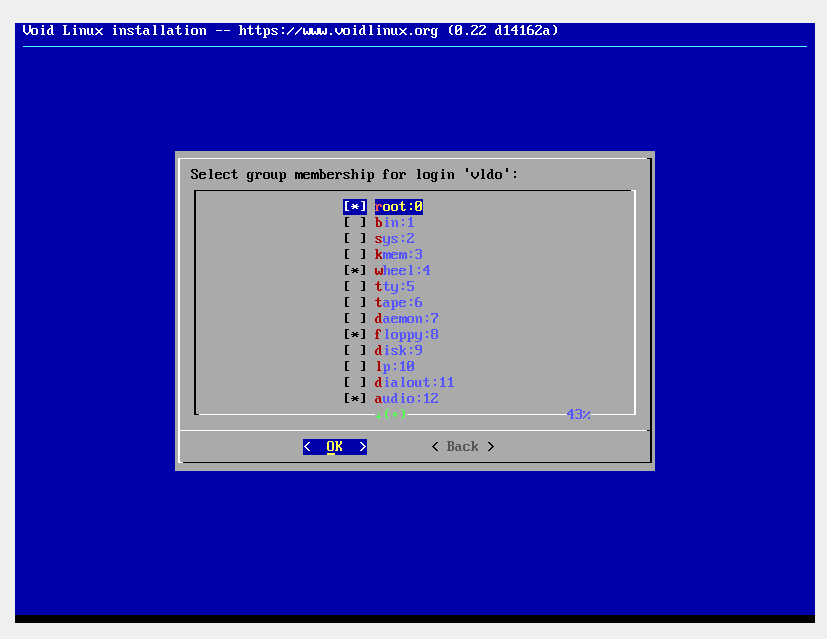 Void Linux installation -- https://www.voidlinux.org (0.22 d14162a)
Select group membership for login 'vldo':
[*] root:0
[ ] bin:1
[ ] sys:2
[ ] kmem:3
[*] wheel:4
[ ] tty:5
[ ] tape:6
[ ] daemon:7
[*] floppy:8
[ ] disk:9
[ ] lp:10
[ ] dialout:11
[*] audio:12
↓(+) 43%
< OK > < Back >